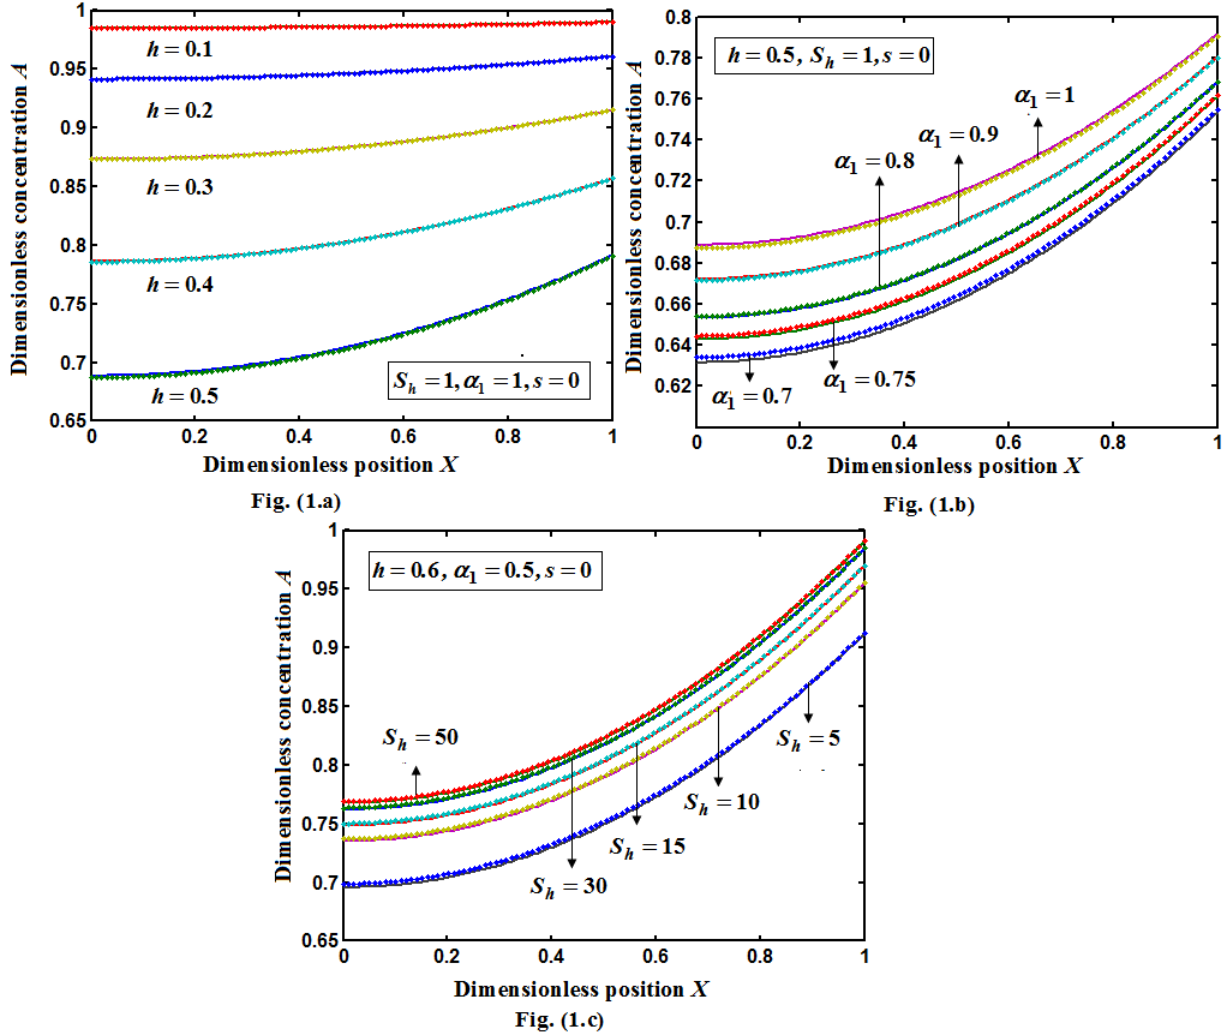 Dimensionless concentration A
1
0.95
0.9
0.85
0.8
0.75
0.7
0.65
h = 0.1
h = 0.2
h = 0.3
h = 0.4
h = 0.5
S_h = 1, α_1 = 1, s = 0
0 0.2 0.4 0.6 0.8 1
Dimensionless position X
Fig. (1.a)
Dimensionless concentration A
0.8
0.78
0.76
0.74
0.72
0.7
0.68
0.66
0.64
0.62
h = 0.5, S_h = 1, s = 0
α_1 = 1
α_1 = 0.9
α_1 = 0.8
α_1 = 0.75
α_1 = 0.7
0 0.2 0.4 0.6 0.8 1
Dimensionless position X
Fig. (1.b)
Dimensionless concentration A
1
0.95
0.9
0.85
0.8
0.75
0.7
0.65
h = 0.6, α_1 = 0.5, s = 0
S_h = 50
S_h = 5
S_h = 10
S_h = 15
S_h = 30
0 0.2 0.4 0.6 0.8 1
Dimensionless position X
Fig. (1.c)